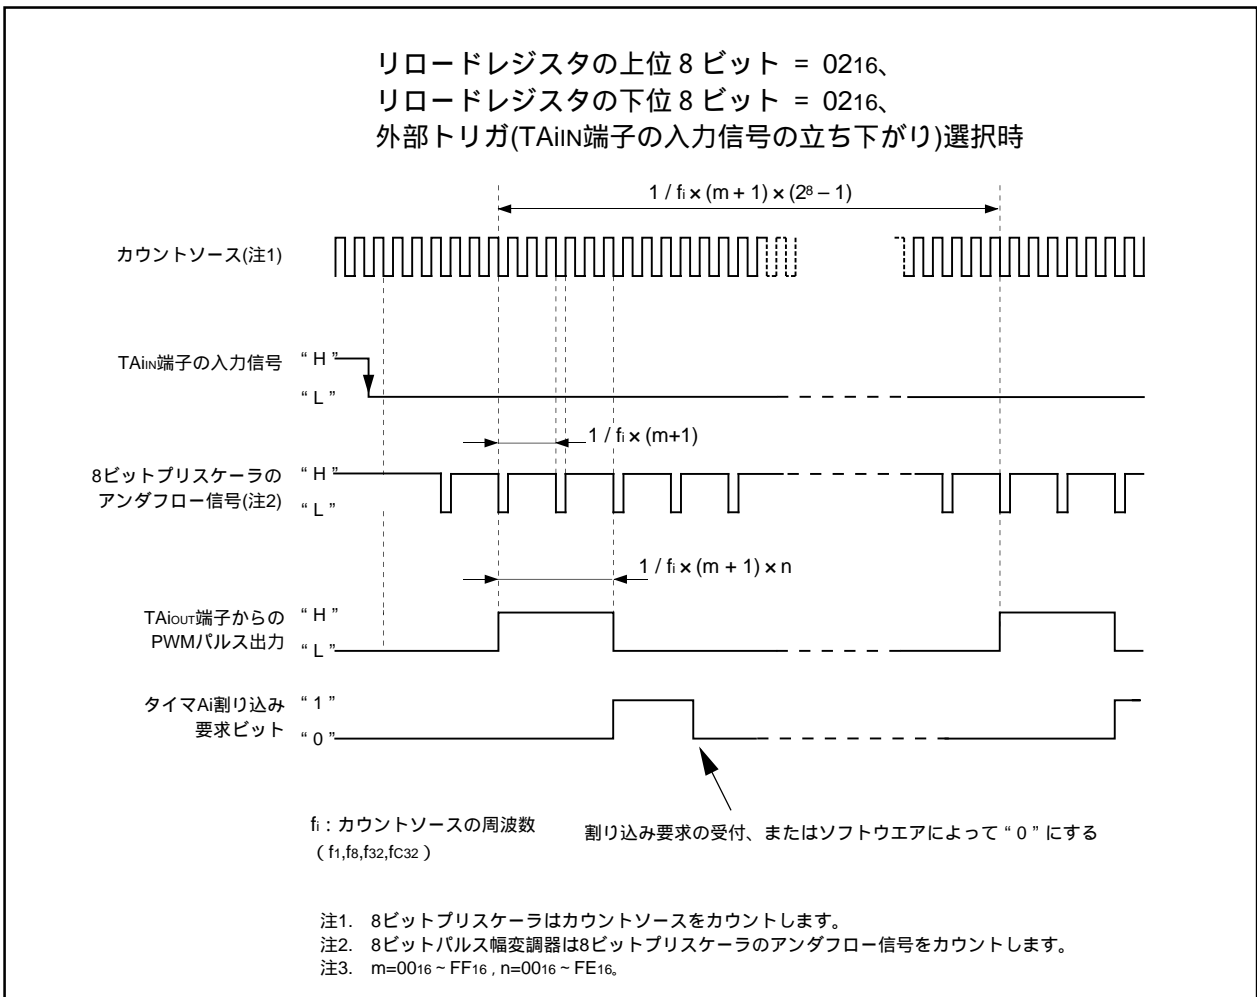 リロードレジスタの上位 8 ビット = 0216、
リロードレジスタの下位 8 ビット = 0216、
外部トリガ(TAiIN端子の入力信号の立ち下がり)選択時
1 / fi × (m + 1) × (28 – 1)
カウントソース(注1)
TAiIN端子の入力信号
“ H ”
“ L ”
1 / fi × (m+1)
8ビットプリスケーラの
アンダフロー信号(注2)
“ H ”
“ L ”
1 / fi × (m + 1) × n
TAiOUT端子からの
PWMパルス出力
“ H ”
“ L ”
タイマAi割り込み
要求ビット
“ 1 ”
“ 0 ”
fi : カウントソースの周波数
( f1,f8,f32,fC32 )
割り込み要求の受付、またはソフトウエアによって “ 0 ” にする
注1. 8ビットプリスケーラはカウントソースをカウントします。
注2. 8ビットパルス幅変調器は8ビットプリスケーラのアンダフロー信号をカウントします。
注3. m=0016 ~ FF16 , n=0016 ~ FE16。